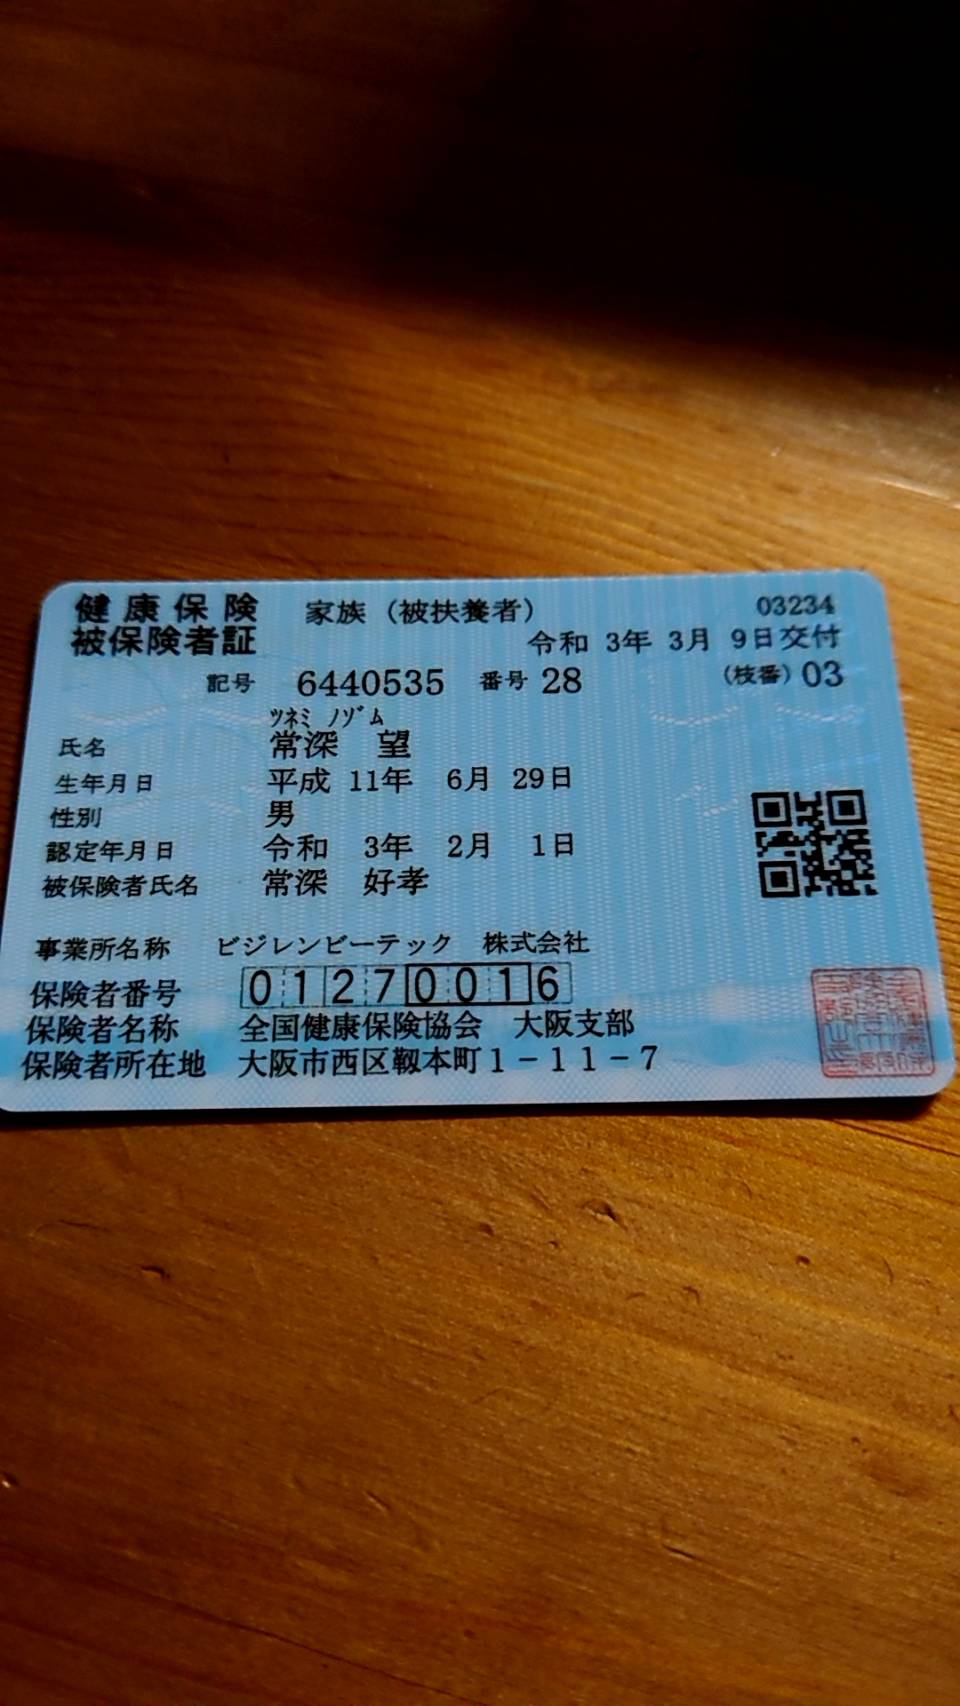 健康保険 家族（被扶養者） 03234
被保険者証 令和 3年 3月 9日交付
記号 6440535 番号 28 (枝番) 03
ﾂﾈﾐ ﾉｿﾞﾑ
氏名 常深 望
生年月日 平成 11年 6月 29日
性別 男
認定年月日 令和 3年 2月 1日
被保険者氏名 常深 好孝
事業所名称 ビジレンビーテック 株式会社
保険者番号 01270016
保険者名称 全国健康保険協会 大阪支部
保険者所在地 大阪市西区靱本町１－１１－７